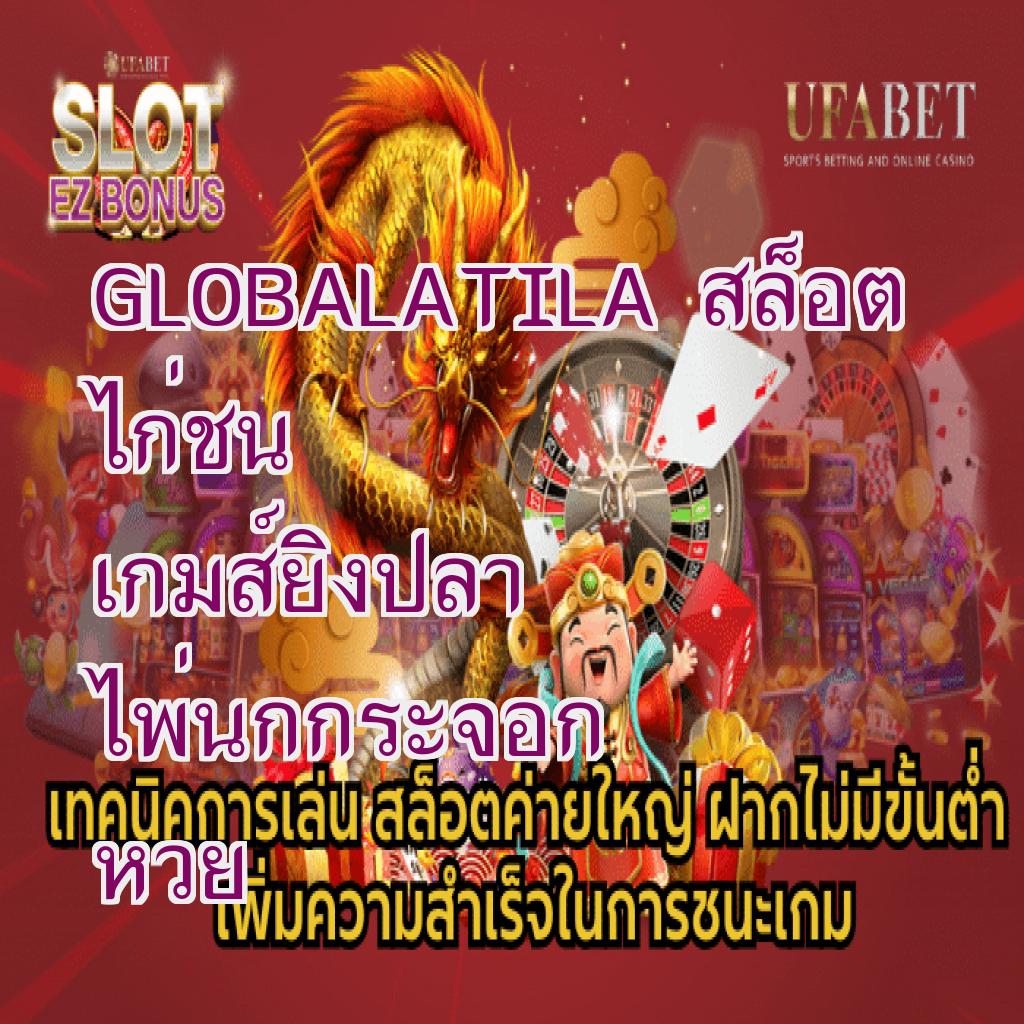 UFABET
SLOT
EZ BONUS
UFABET
SPORTS BETTING AND ONLINE CASINO
GLOBALATILA สล็อต
ไก่ชน
เกมส์ยิงปลา
ไพ่นกกระจอก
เทคนิคการเล่น สล็อตค่ายใหญ่ ฝากไม่มีขั้นต่ำ
หวย
เพิ่มความสำเร็จในการชนะเกม